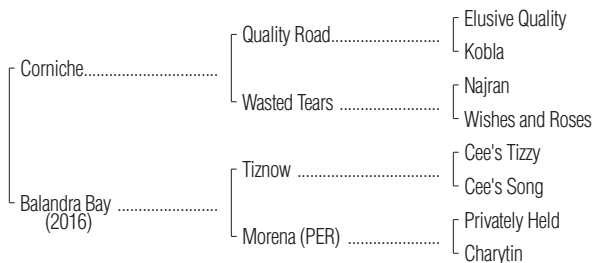 Elusive Quality
Quality Road
Kobla
Corniche
Najran
Wasted Tears
Wishes and Roses
Cee's Tizzy
Tiznow
Cee's Song
Balandra Bay
(2016)
Privately Held
Morena (PER)
Charytin